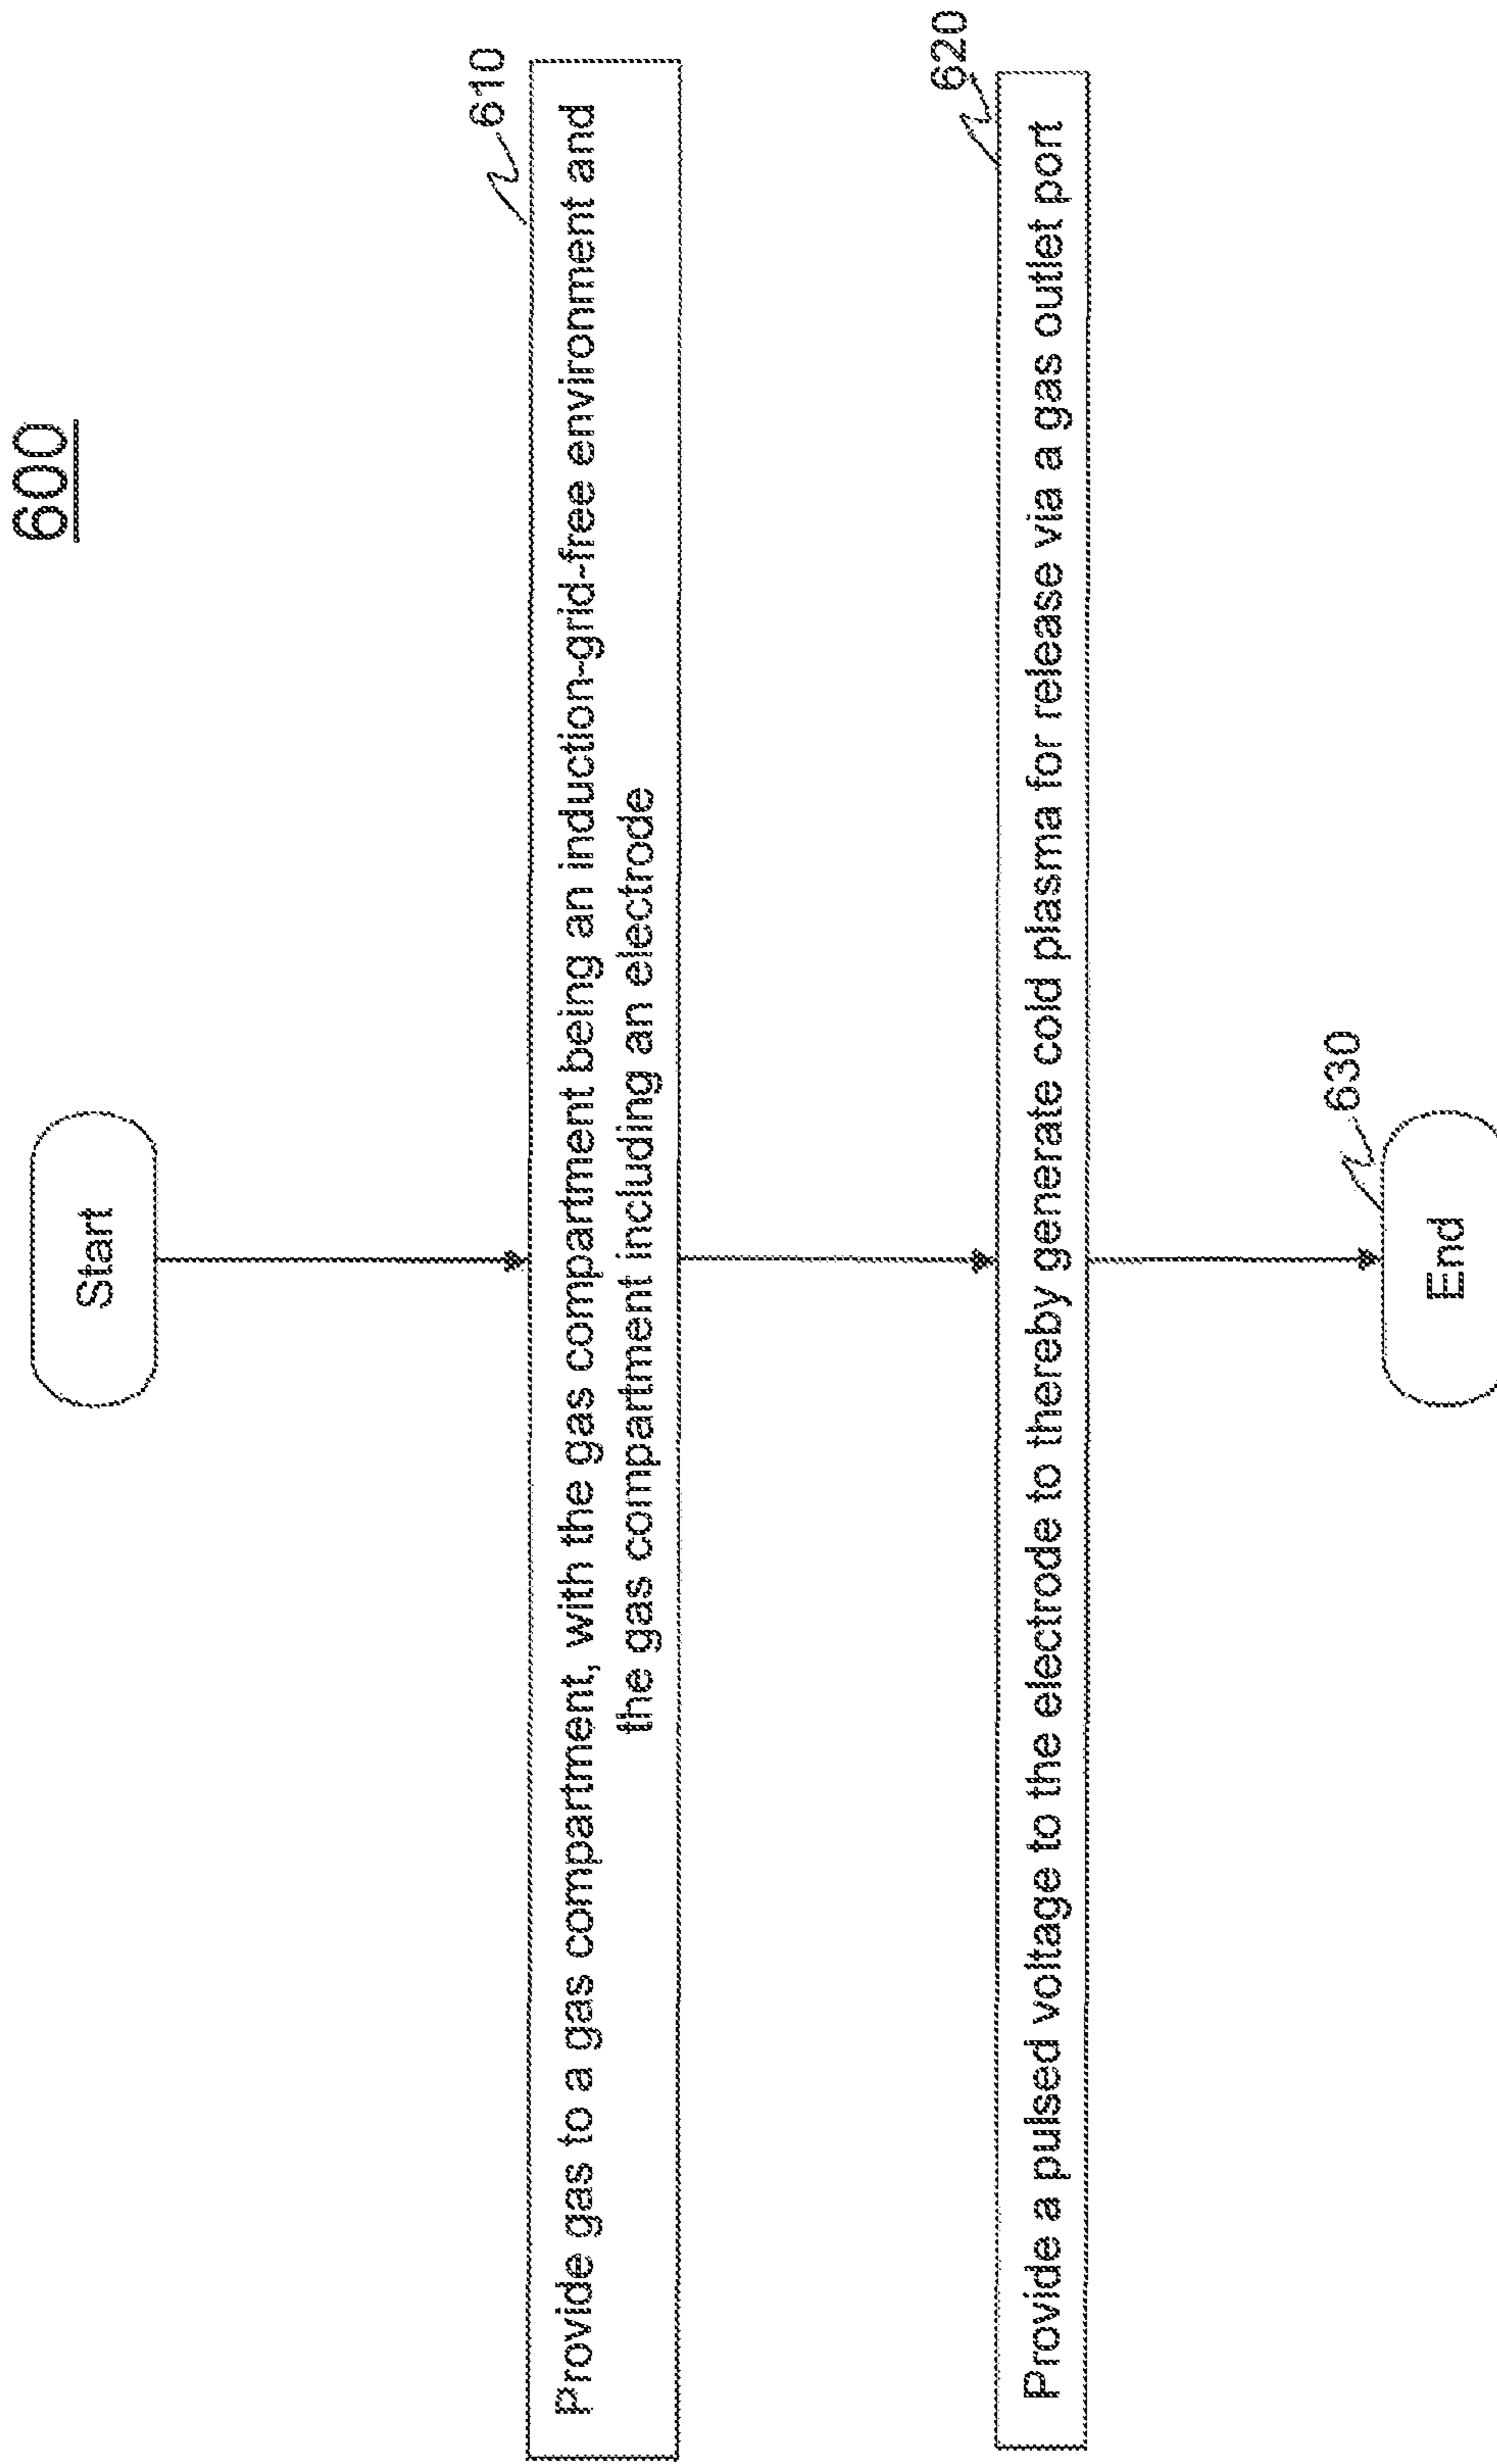 600
Start
610
Provide gas to a gas compartment, with the gas compartment being an induction-grid-free environment and
the gas compartment including an electrode
620
Provide a pulsed voltage to the electrode to thereby generate cold plasma for release via a gas outlet port
630
End